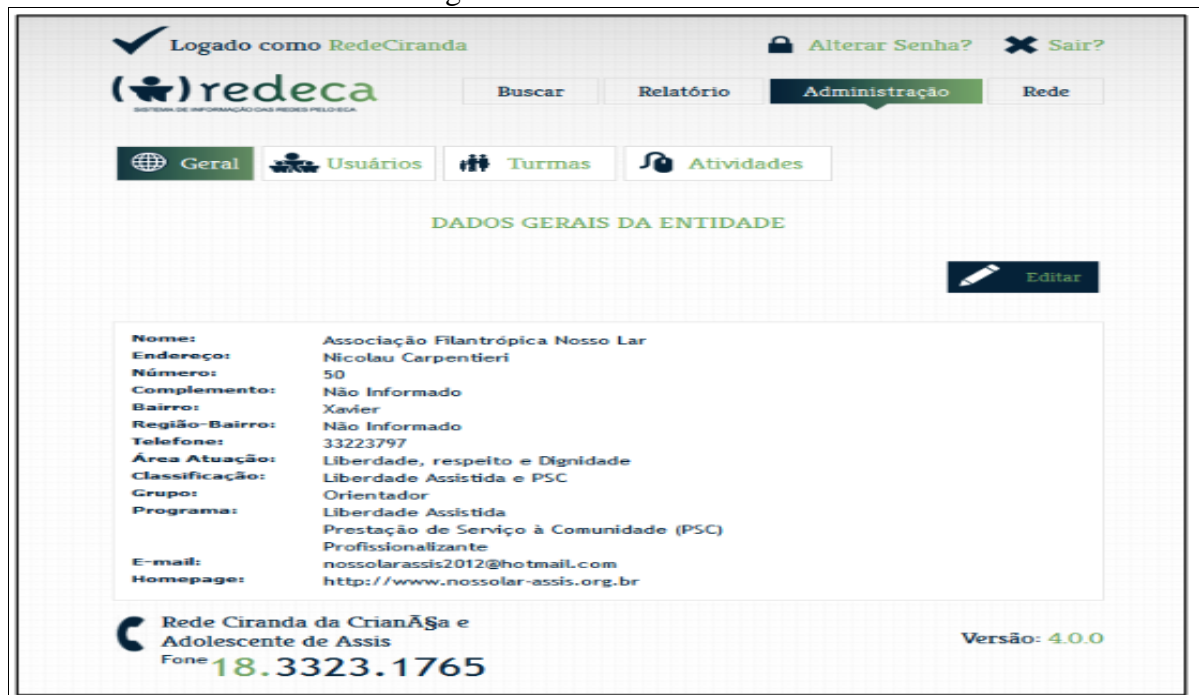 Logado como RedeCiranda Alterar Senha? Sair?
redeca Buscar Relatório Administração Rede
SISTEMA DE INFORMAÇÃO DAS REDES PELO ECA
Geral Usuários Turmas Atividades
DADOS GERAIS DA ENTIDADE
Editar
Nome: Associação Filantrópica Nosso Lar
Endereço: Nicolau Carpentieri
Número: 50
Complemento: Não Informado
Bairro: Xavier
Região-Bairro: Não Informado
Telefone: 33223797
Área Atuação: Liberdade, respeito e Dignidade
Classificação: Liberdade Assistida e PSC
Grupo: Orientador
Programa: Liberdade Assistida
Prestação de Serviço à Comunidade (PSC)
Profissionalizante
E-mail: nossolarassis2012@hotmail.com
Homepage: http://www.nossolar-assis.org.br
Rede Ciranda da CrianÃ§a e
Adolescente de Assis
Versão: 4.0.0
Fone 18.3323.1765